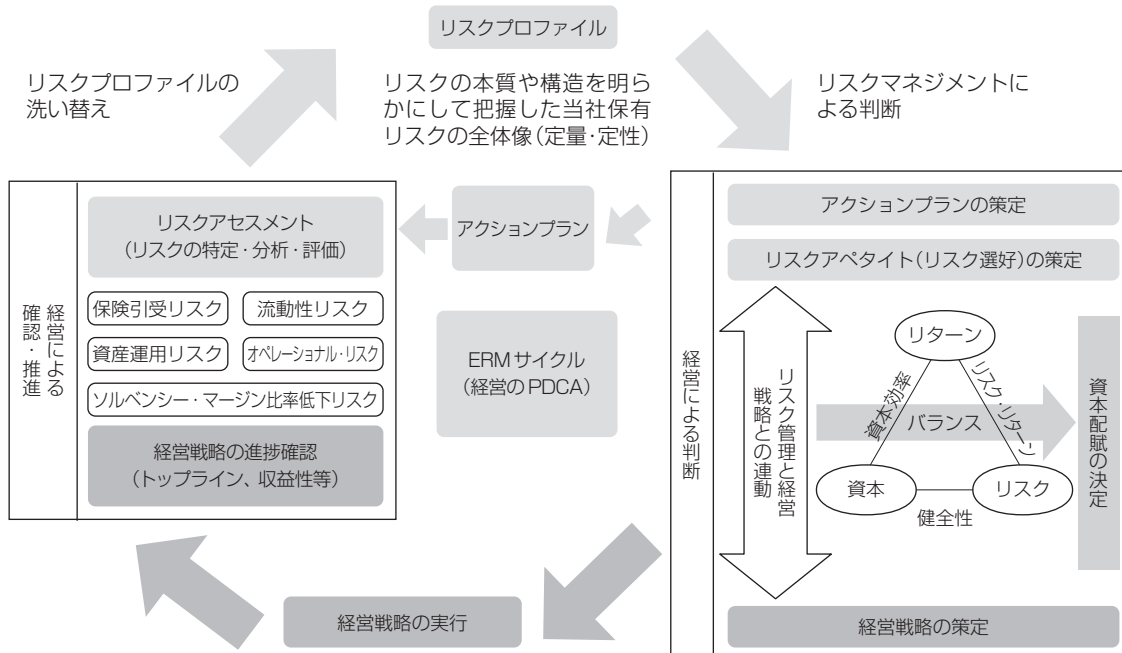 リスクプロファイル
リスクプロファイルの
洗い替え
リスクの本質や構造を明ら
かにして把握した当社保有
リスクの全体像(定量・定性)
リスクマネジメントに
よる判断
経営による
確認・推進
リスクアセスメント
(リスクの特定・分析・評価)
保険引受リスク
流動性リスク
資産運用リスク
オペレーショナル・リスク
ソルベンシー・マージン比率低下リスク
経営戦略の進捗確認
(トップライン、収益性等)
アクションプラン
ERMサイクル
(経営のPDCA)
経営による判断
アクションプランの策定
リスクアペタイト(リスク選好)の策定
リスク管理と経営
戦略との連動
リターン
資本効率
リスク・リターン
バランス
資本
リスク
健全性
資本配賦の決定
経営戦略の策定
経営戦略の実行